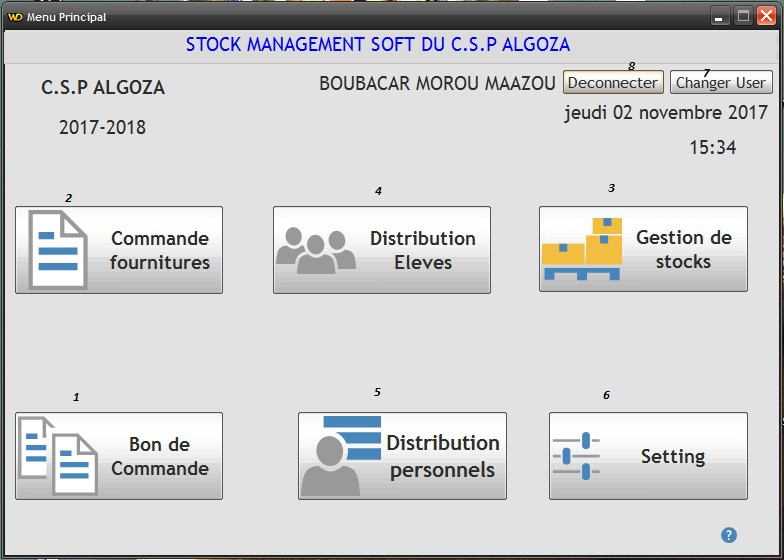 WD Menu Principal
STOCK MANAGEMENT SOFT DU C.S.P ALGOZA
C.S.P ALGOZA
2017-2018
BOUBACAR MOROU MAAZOU
8
Deconnecter
7
Changer User
jeudi 02 novembre 2017
15:34
2
Commande
fournitures
4
Distribution
Eleves
3
Gestion de
stocks
1
Bon de
Commande
5
Distribution
personnels
6
Setting
?